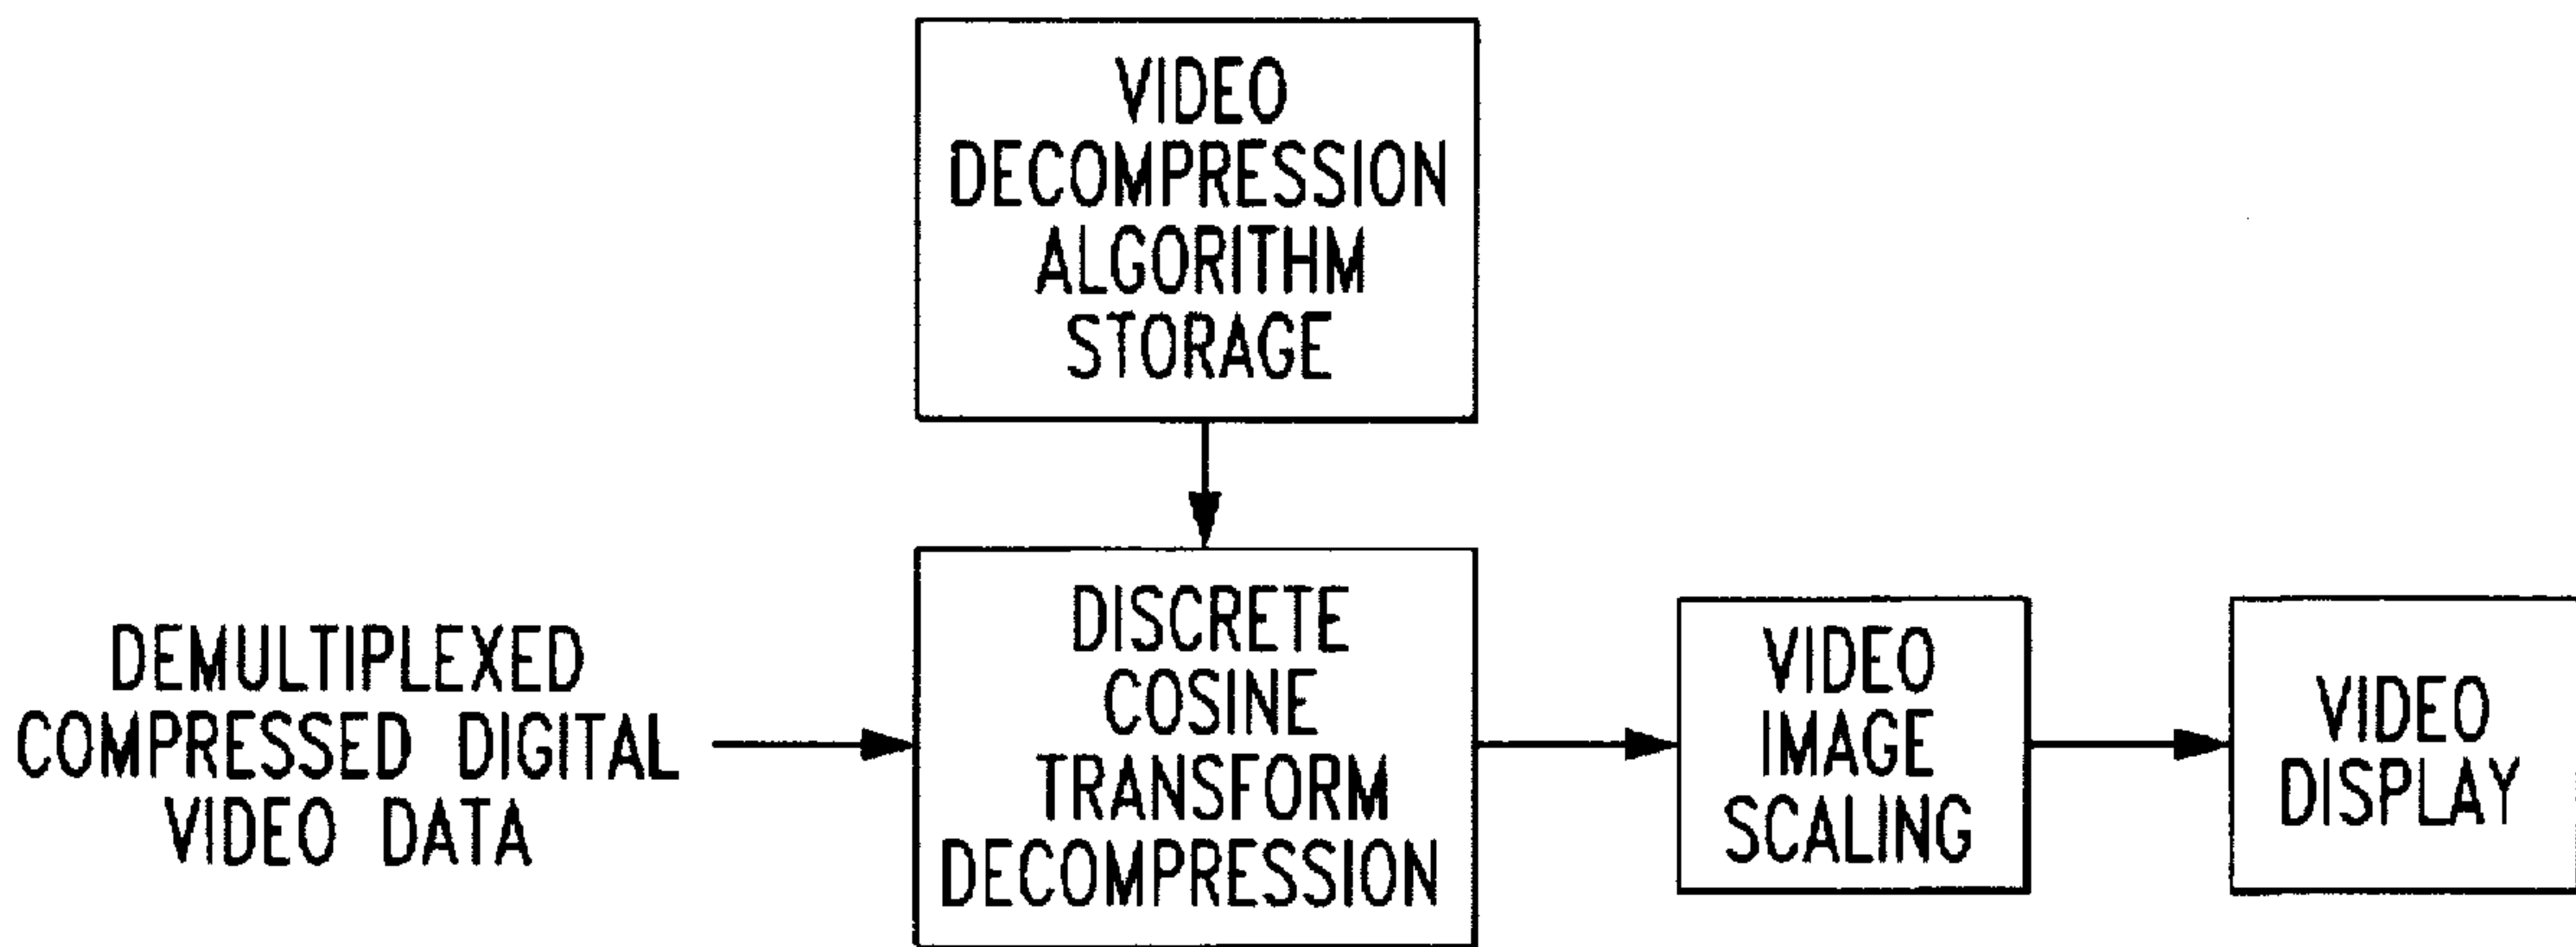 VIDEO
DECOMPRESSION
ALGORITHM
STORAGE
DEMULTIPLEXED
COMPRESSED DIGITAL
VIDEO DATA
DISCRETE
COSINE
TRANSFORM
DECOMPRESSION
VIDEO
IMAGE
SCALING
VIDEO
DISPLAY